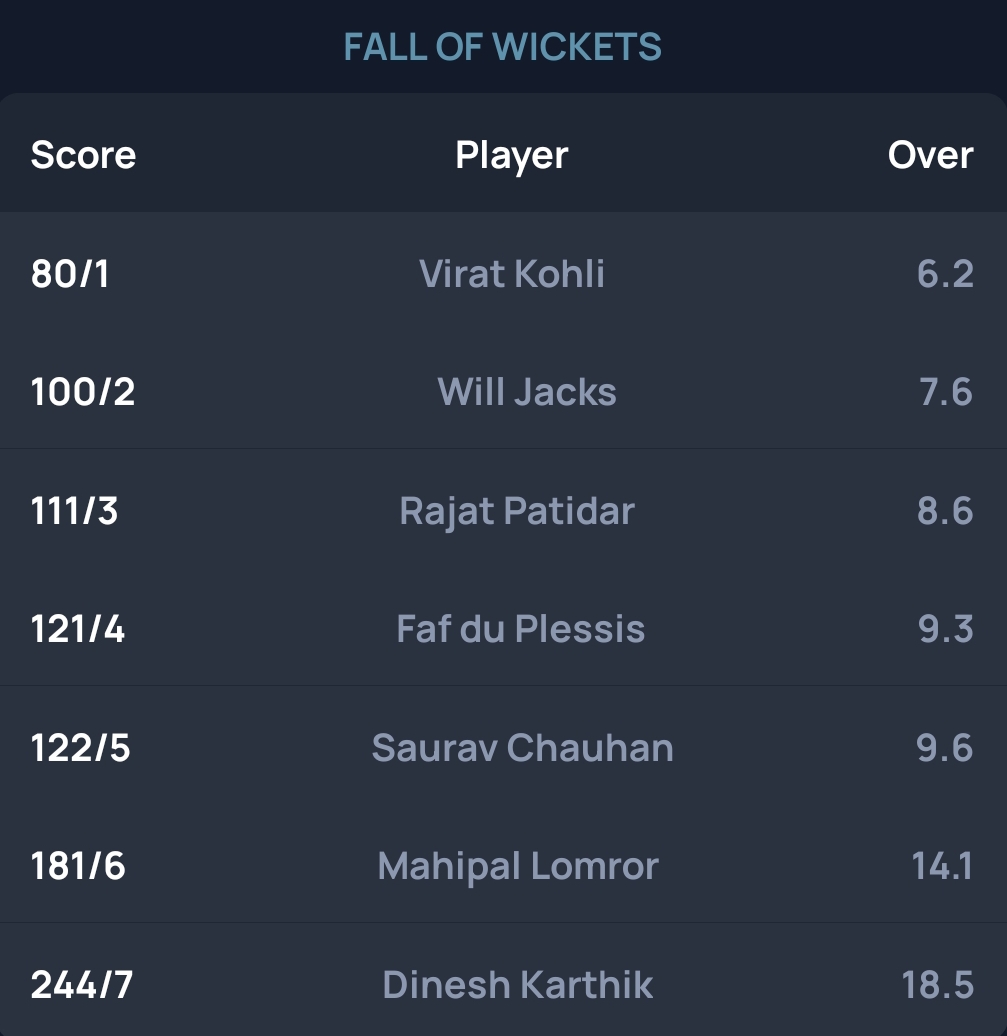 FALL OF WICKETS
Score Player Over
80/1 Virat Kohli 6.2
100/2 Will Jacks 7.6
111/3 Rajat Patidar 8.6
121/4 Faf du Plessis 9.3
122/5 Saurav Chauhan 9.6
181/6 Mahipal Lomror 14.1
244/7 Dinesh Karthik 18.5